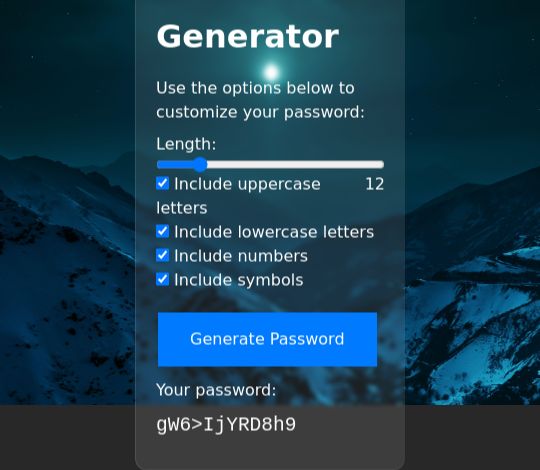 Generator
Use the options below to
customize your password:
Length:
Include uppercase 12
letters
Include lowercase letters
Include numbers
Include symbols
Generate Password
Your password:
gW6>IjYRD8h9